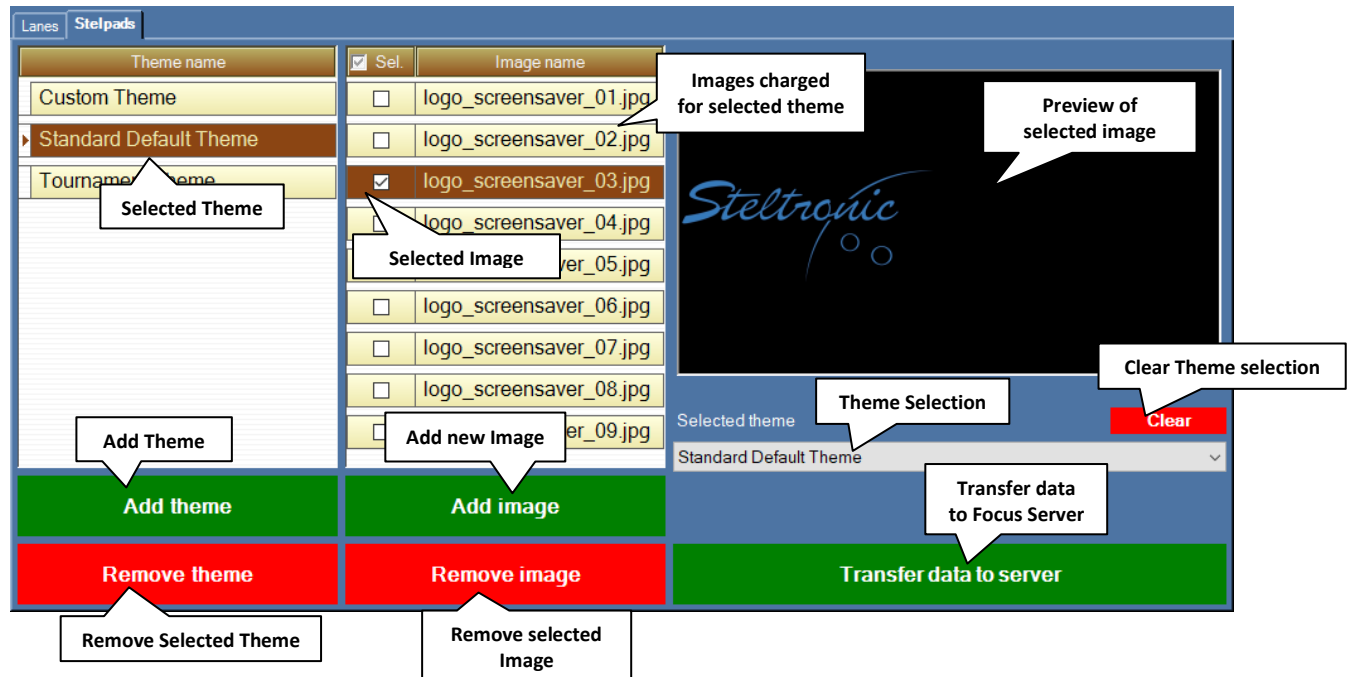 Lanes
Stelpads
Theme name
Custom Theme
Standard Default Theme
Selected Theme
Sel.
Image name
logo_screensaver_01.jpg
logo_screensaver_02.jpg
logo_screensaver_03.jpg
logo_screensaver_04.jpg
er_05.jpg
logo_screensaver_06.jpg
logo_screensaver_07.jpg
logo_screensaver_08.jpg
er_09.jpg
Images charged
for selected theme
Selected Image
Preview of
selected image
Steltronic
Clear Theme selection
Theme Selection
Selected theme
Clear
Standard Default Theme
Add Theme
Add new Image
Transfer data
to Focus Server
Add theme
Add image
Remove theme
Remove image
Transfer data to server
Remove Selected Theme
Remove selected
Image